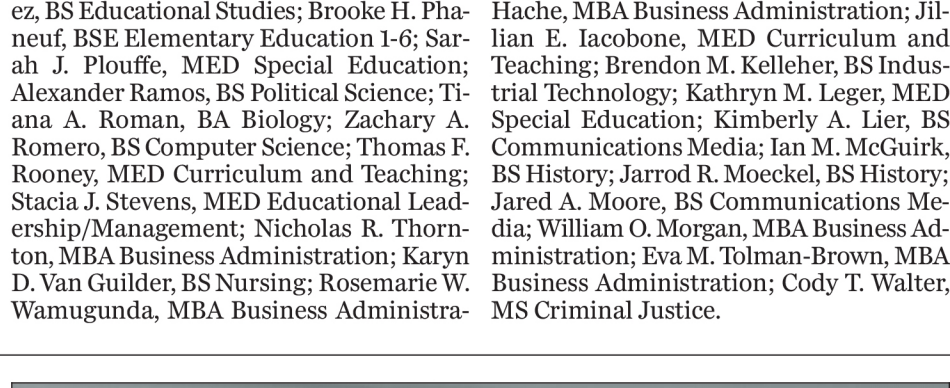 ez, BS Educational Studies; Brooke H. Pha-
neuf, BSE Elementary Education 1-6; Sar-
ah J. Plouffe, MED Special Education;
Alexander Ramos, BS Political Science; Ti-
ana A. Roman, BA Biology; Zachary A.
Romero, BS Computer Science; Thomas F.
Rooney, MED Curriculum and Teaching;
Stacia J. Stevens, MED Educational Lead-
ership/Management; Nicholas R. Thorn-
ton, MBA Business Administration; Karyn
D. Van Guilder, BS Nursing; Rosemarie W.
Wamugunda, MBA Business Administra-
Hache, MBA Business Administration; Jil-
lian E. Iacobone, MED Curriculum and
Teaching; Brendon M. Kelleher, BS Indus-
trial Technology; Kathryn M. Leger, MED
Special Education; Kimberly A. Lier, BS
Communications Media; Ian M. McGuirk,
BS History; Jarrod R. Moeckel, BS History;
Jared A. Moore, BS Communications Me-
dia; William O. Morgan, MBA Business Ad-
ministration; Eva M. Tolman-Brown, MBA
Business Administration; Cody T. Walter,
MS Criminal Justice.